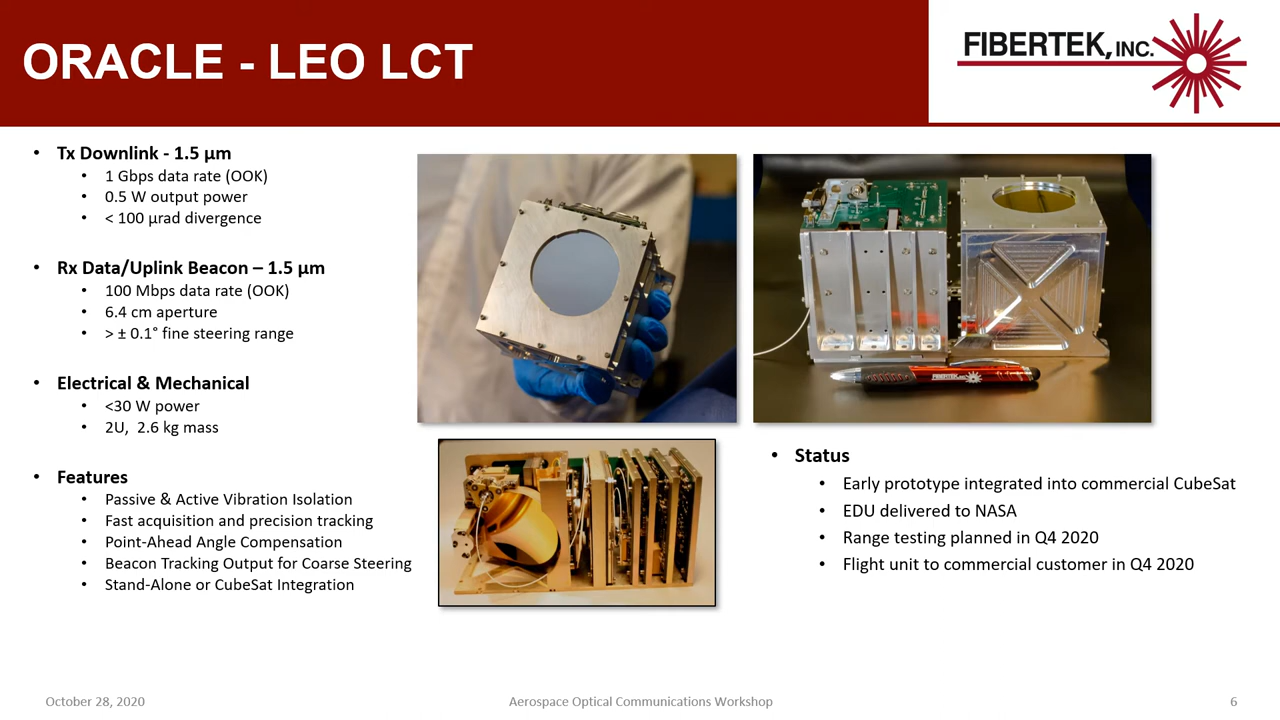 ORACLE - LEO LCT
FIBERTEK, INC.
• Tx Downlink - 1.5 µm
• 1 Gbps data rate (OOK)
• 0.5 W output power
• < 100 µrad divergence
• Rx Data/Uplink Beacon – 1.5 µm
• 100 Mbps data rate (OOK)
• 6.4 cm aperture
• > ± 0.1° fine steering range
• Electrical & Mechanical
• <30 W power
• 2U, 2.6 kg mass
• Features
• Passive & Active Vibration Isolation
• Fast acquisition and precision tracking
• Point-Ahead Angle Compensation
• Beacon Tracking Output for Coarse Steering
• Stand-Alone or CubeSat Integration
FIBERTEK, INC.
• Status
• Early prototype integrated into commercial CubeSat
• EDU delivered to NASA
• Range testing planned in Q4 2020
• Flight unit to commercial customer in Q4 2020
October 28, 2020
Aerospace Optical Communications Workshop
6